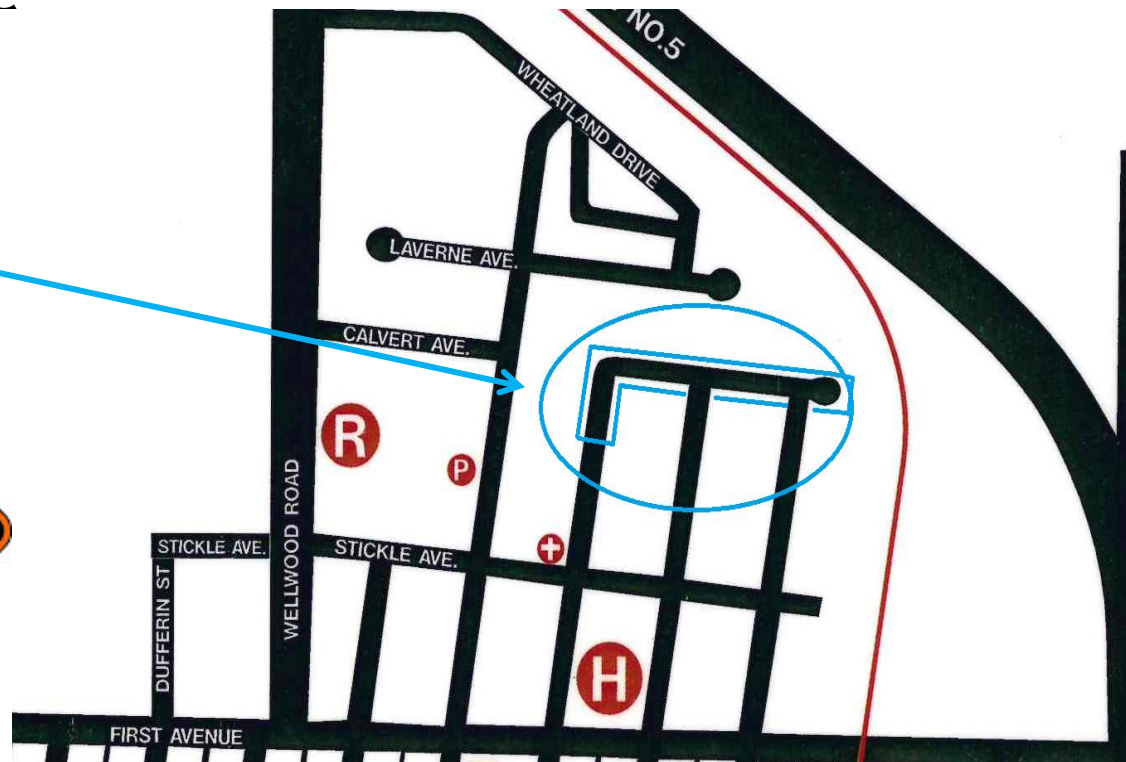 NO.5
WHEATLAND DRIVE
LAVERNE AVE.
CALVERT AVE.
R
P
WELLWOOD ROAD
STICKLE AVE.
STICKLE AVE.
DUFFERIN ST
H
FIRST AVENUE